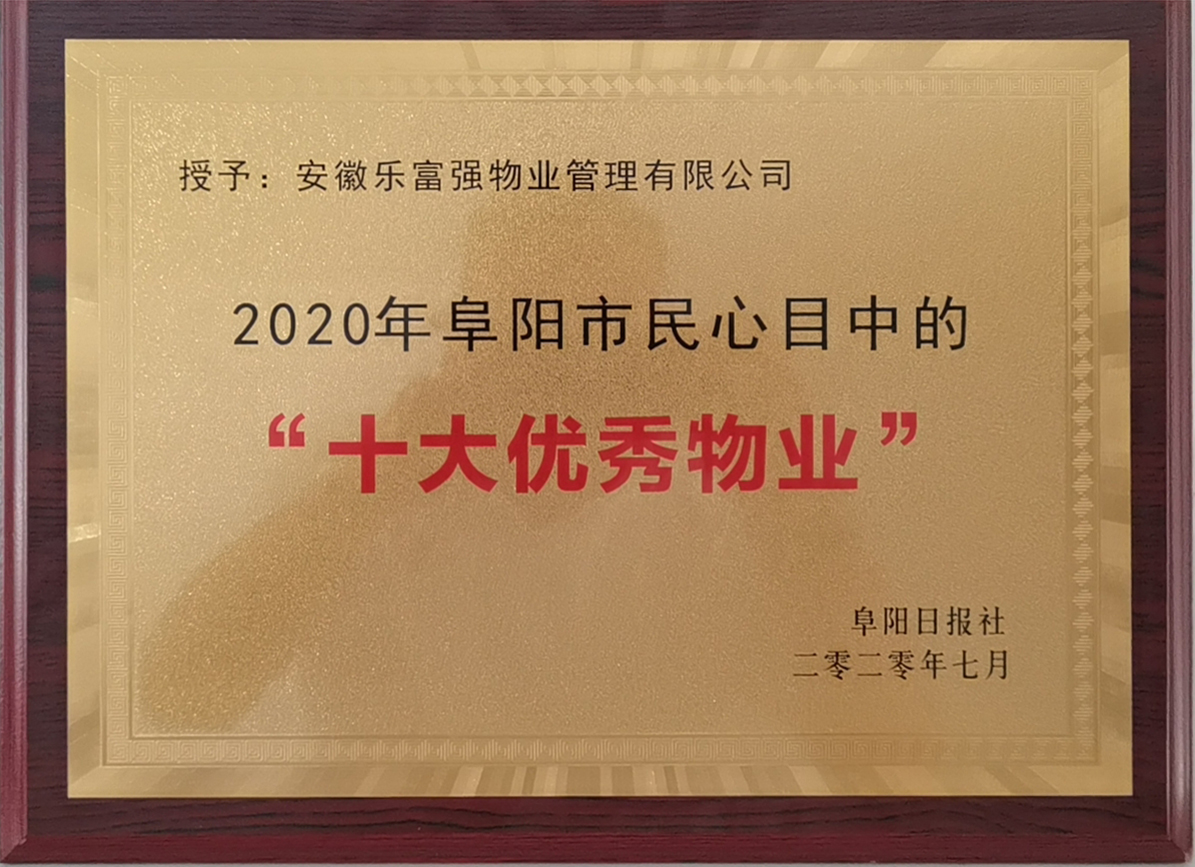 授予：安徽乐富强物业管理有限公司
2020年阜阳市民心目中的
“十大优秀物业”
阜阳日报社
二零二零年七月